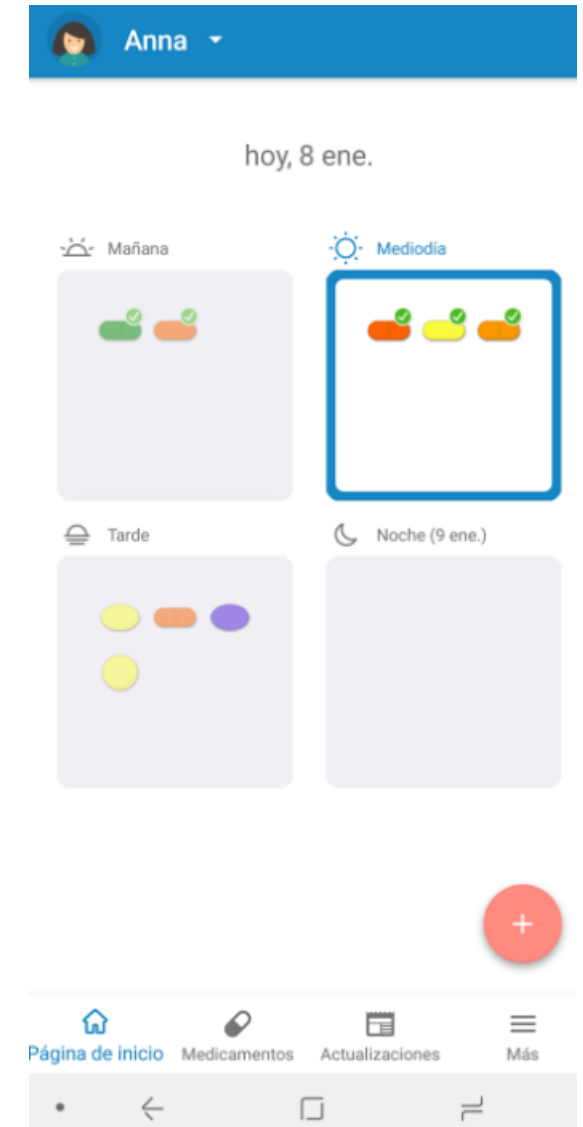 Anna
hoy, 8 ene.
Mañana
Mediodía
Tarde
Noche (9 ene.)
+
Página de inicio
Medicamentos
Actualizaciones
Más